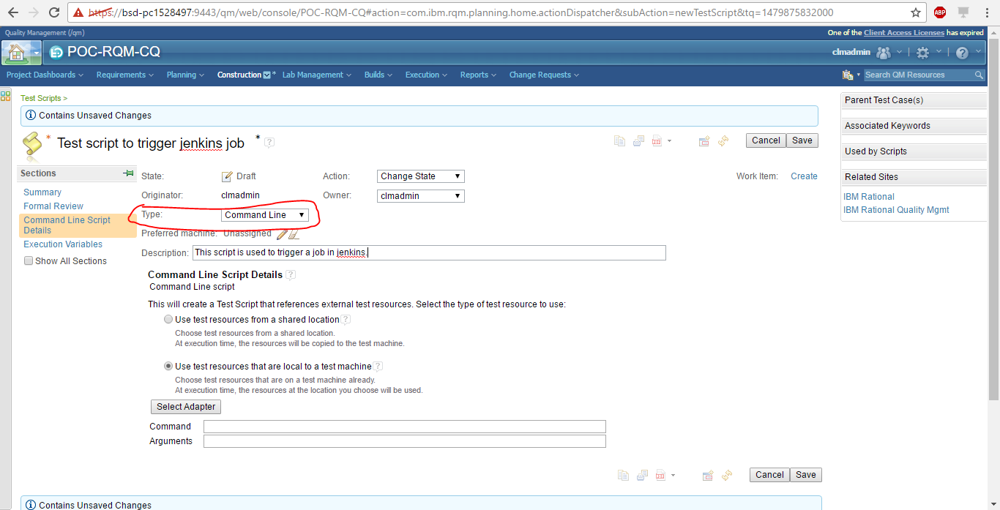 https://bsd-pc1528497:9443/qm/web/console/POC-RQM-CQ#action=com.ibm.rqm.planning.home.actionDispatcher&subAction=newTestScript&tq=1479875832000
ABP
Quality Management (/qm)
One of the Client Access Licenses has expired
POC-RQM-CQ
clmadmin
Project Dashboards Requirements Planning Construction * Lab Management Builds Execution Reports Change Requests
Search QM Resources
Test Scripts >
Contains Unsaved Changes
* Test script to trigger jenkins job * ?
Cancel Save
Sections
Summary
Formal Review
Command Line Script Details
Execution Variables
Show All Sections
State: Draft Action: Change State
Work Item: Create
Originator: clmadmin Owner: clmadmin
Type: Command Line
Preferred machine: Unassigned
Description: This script is used to trigger a job in jenkins.
Command Line Script Details ?
Command Line script
This will create a Test Script that references external test resources. Select the type of test resource to use:
Use test resources from a shared location ?
Choose test resources from a shared location.
At execution time, the resources will be copied to the test machine.
Use test resources that are local to a test machine ?
Choose test resources that are on a test machine already.
At execution time, the resources at the location you choose will be used.
Select Adapter
Command
Arguments
Cancel Save
Contains Unsaved Changes
Parent Test Case(s)
Associated Keywords
Used by Scripts
Related Sites
IBM Rational
IBM Rational Quality Mgmt